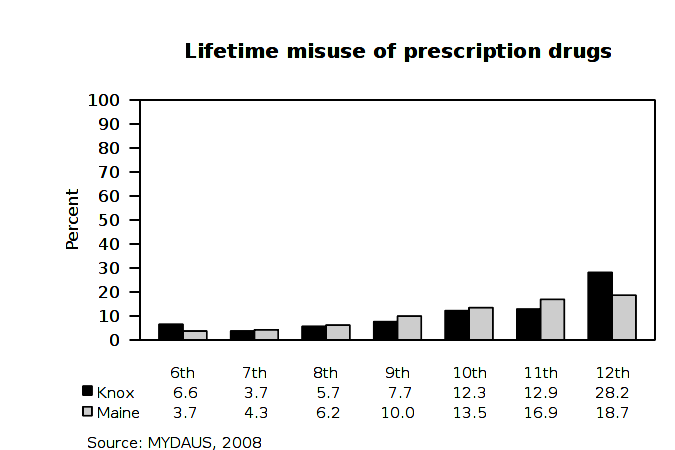 Lifetime misuse of prescription drugs
Percent
100
90
80
70
60
50
40
30
20
10
0
6th 7th 8th 9th 10th 11th 12th
Knox 6.6 3.7 5.7 7.7 12.3 12.9 28.2
Maine 3.7 4.3 6.2 10.0 13.5 16.9 18.7
Source: MYDAUS, 2008